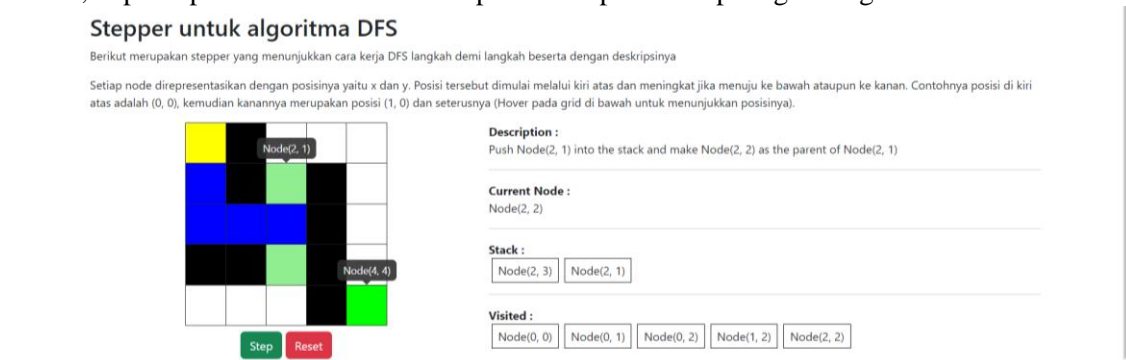 Stepper untuk algoritma DFS
Berikut merupakan stepper yang menunjukkan cara kerja DFS langkah demi langkah beserta dengan deskripsinya
Setiap node direpresentasikan dengan posisinya yaitu x dan y. Posisi tersebut dimulai melalui kiri atas dan meningkat jika menuju ke bawah ataupun ke kanan. Contohnya posisi di kiri
atas adalah (0, 0), kemudian kanannya merupakan posisi (1, 0) dan seterusnya (Hover pada grid di bawah untuk menunjukkan posisinya).
Node(2, 1)
Node(4, 4)
Step Reset
Description :
Push Node(2, 1) into the stack and make Node(2, 2) as the parent of Node(2, 1)
Current Node :
Node(2, 2)
Stack :
Node(2, 3) Node(2, 1)
Visited :
Node(0, 0) Node(0, 1) Node(0, 2) Node(1, 2) Node(2, 2)